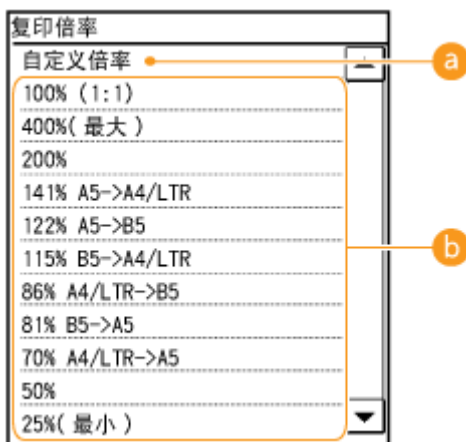 复印倍率
自定义倍率
a
100% (1:1)
400%( 最大 )
200%
141% A5->A4/LTR
122% A5->B5
115% B5->A4/LTR
b
86% A4/LTR->B5
81% B5->A5
70% A4/LTR->A5
50%
25%( 最小 )